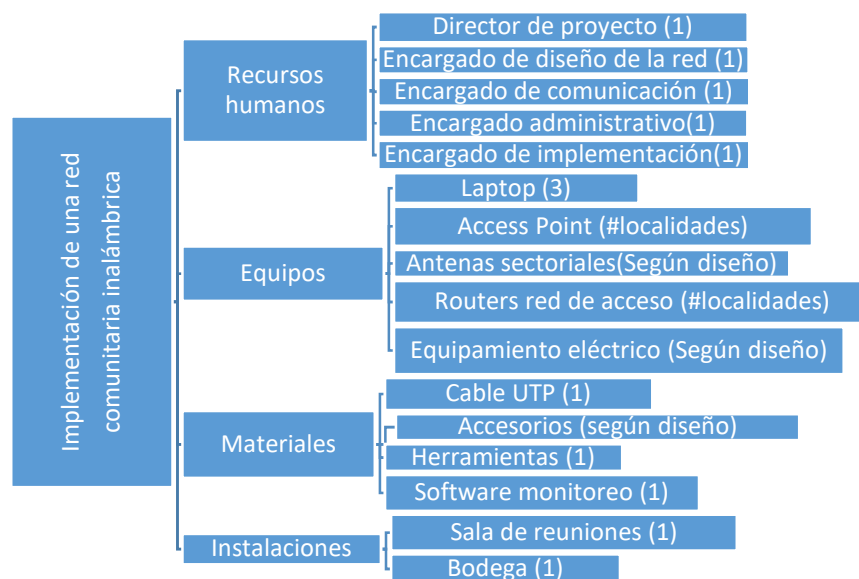 Implementación de una red
comunitaria inalámbrica
Recursos
humanos
Director de proyecto (1)
Encargado de diseño de la red (1)
Encargado de comunicación (1)
Encargado administrativo(1)
Encargado de implementación(1)
Equipos
Laptop (3)
Access Point (#localidades)
Antenas sectoriales(Según diseño)
Routers red de acceso (#localidades)
Equipamiento eléctrico (Según diseño)
Materiales
Cable UTP (1)
Accesorios (según diseño)
Herramientas (1)
Software monitoreo (1)
Instalaciones
Sala de reuniones (1)
Bodega (1)